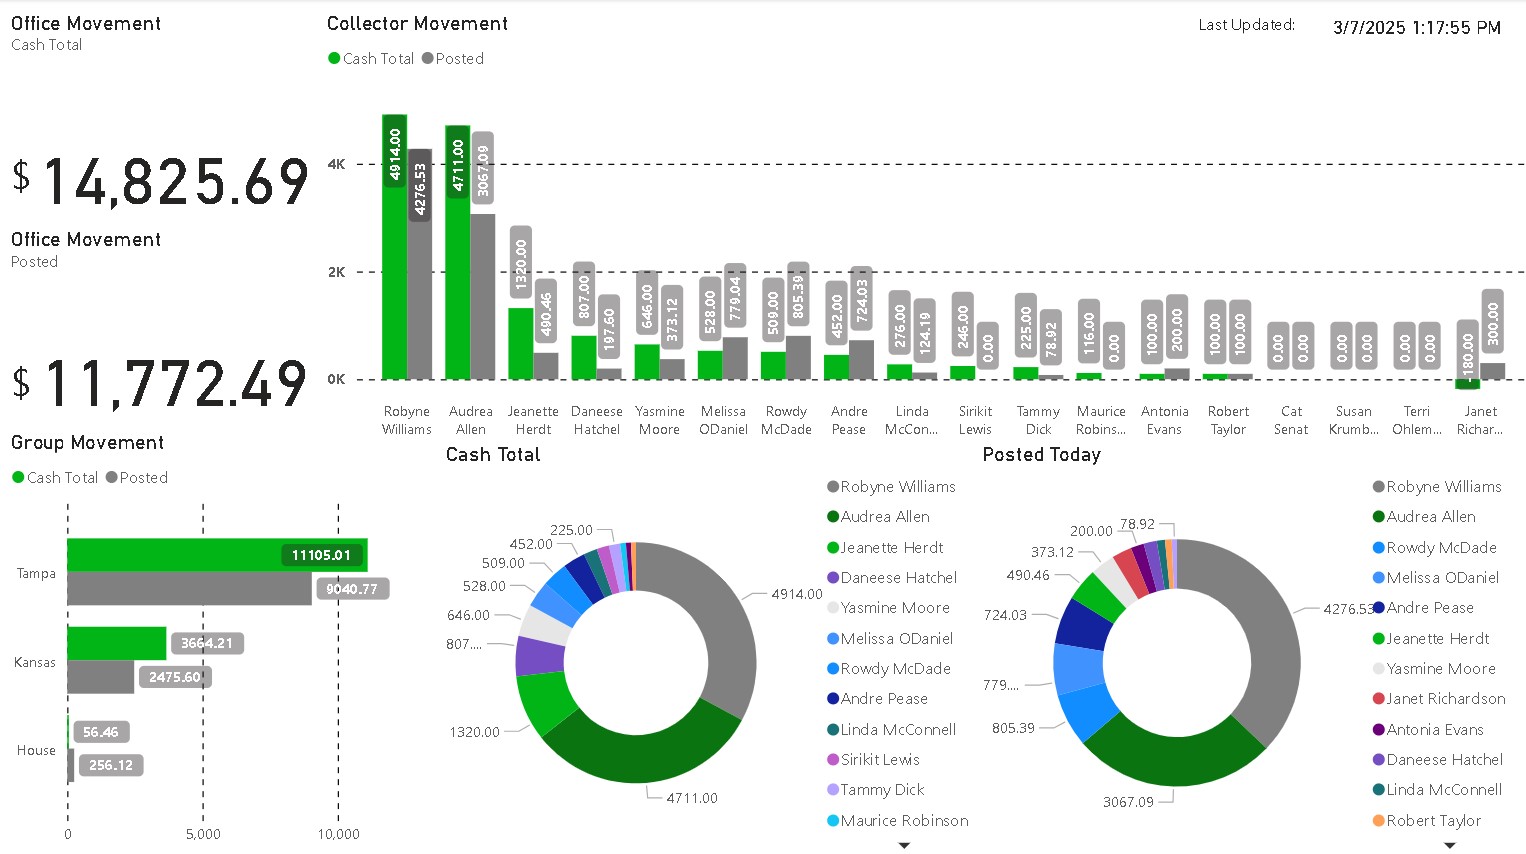 Office Movement
Cash Total
$ 14,825.69
Office Movement
Posted
$ 11,772.49
Collector Movement
Cash Total Posted
Last Updated: 3/7/2025 1:17:55 PM
4K
2K
0K
4914.00
4276.53
4711.00
3067.09
1320.00
490.46
807.00
197.60
646.00
373.12
528.00
779.04
509.00
805.39
452.00
724.03
276.00
124.19
246.00
0.00
225.00
78.92
116.00
0.00
100.00
200.00
100.00
100.00
0.00
0.00
0.00
0.00
0.00
0.00
-180.00
300.00
Robyne Williams
Audrea Allen
Jeanette Herdt
Daneese Hatchel
Yasmine Moore
Melissa ODaniel
Rowdy McDade
Andre Pease
Linda McCon...
Sirikit Lewis
Tammy Dick
Maurice Robins...
Antonia Evans
Robert Taylor
Cat Senat
Susan Krumb...
Terri Ohlem...
Janet Richar...
Group Movement
Cash Total Posted
Tampa
11105.01
9040.77
Kansas
3664.21
2475.60
House
56.46
256.12
0 5,000 10,000
Cash Total
225.00
452.00
509.00
528.00
646.00
807....
1320.00
4711.00
4914.00
Robyne Williams
Audrea Allen
Jeanette Herdt
Daneese Hatchel
Yasmine Moore
Melissa ODaniel
Rowdy McDade
Andre Pease
Linda McConnell
Sirikit Lewis
Tammy Dick
Maurice Robinson
Posted Today
78.92
200.00
373.12
490.46
724.03
779....
805.39
3067.09
4276.53
Robyne Williams
Audrea Allen
Rowdy McDade
Melissa ODaniel
Andre Pease
Jeanette Herdt
Yasmine Moore
Janet Richardson
Antonia Evans
Daneese Hatchel
Linda McConnell
Robert Taylor